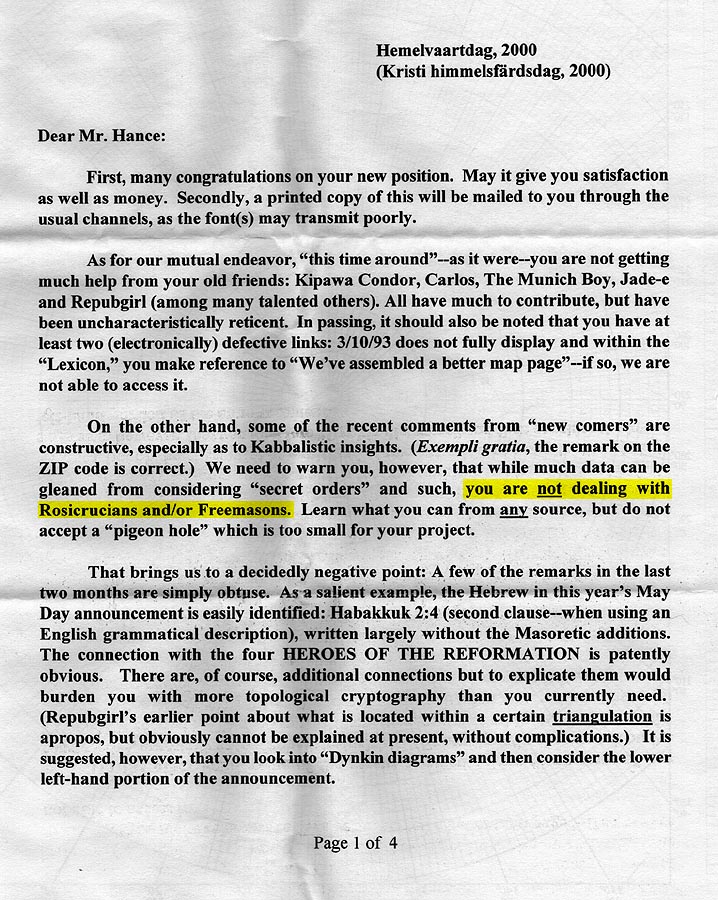 Hemelvaartdag, 2000
(Kristi himmelsfärdsdag, 2000)
Dear Mr. Hance:
First, many congratulations on your new position. May it give you satisfaction
as well as money. Secondly, a printed copy of this will be mailed to you through the
usual channels, as the font(s) may transmit poorly.
As for our mutual endeavor, “this time around”--as it were--you are not getting
much help from your old friends: Kipawa Condor, Carlos, The Munich Boy, Jade-e
and Repubgirl (among many talented others). All have much to contribute, but have
been uncharacteristically reticent. In passing, it should also be noted that you have at
least two (electronically) defective links: 3/10/93 does not fully display and within the
“Lexicon,” you make reference to “We’ve assembled a better map page”--if so, we are
not able to access it.
On the other hand, some of the recent comments from “new comers” are
constructive, especially as to Kabbalistic insights. (Exempli gratia, the remark on the
ZIP code is correct.) We need to warn you, however, that while much data can be
gleaned from considering “secret orders” and such, you are not dealing with
Rosicrucians and/or Freemasons. Learn what you can from any source, but do not
accept a “pigeon hole” which is too small for your project.
That brings us to a decidedly negative point: A few of the remarks in the last
two months are simply obtuse. As a salient example, the Hebrew in this year’s May
Day announcement is easily identified: Habakkuk 2:4 (second clause--when using an
English grammatical description), written largely without the Masoretic additions.
The connection with the four HEROES OF THE REFORMATION is patently
obvious. There are, of course, additional connections but to explicate them would
burden you with more topological cryptography than you currently need.
(Repubgirl’s earlier point about what is located within a certain triangulation is
apropos, but obviously cannot be explained at present, without complications.) It is
suggested, however, that you look into “Dynkin diagrams” and then consider the lower
left-hand portion of the announcement.
Page 1 of 4